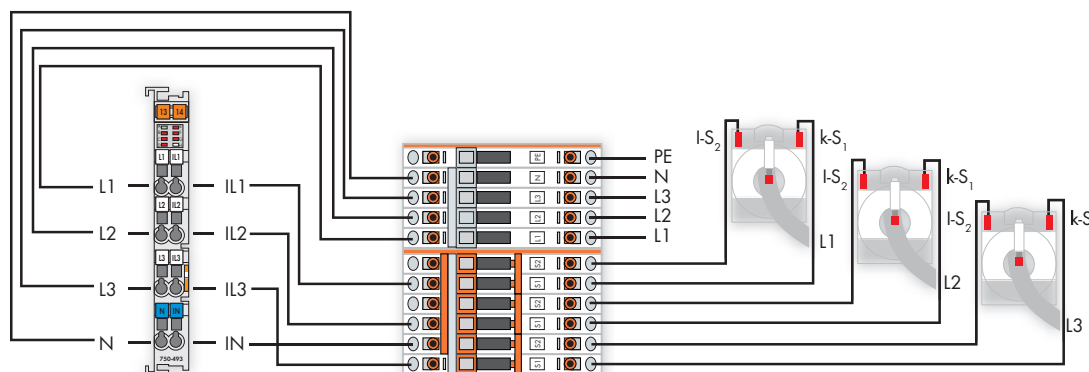 13 14
L1 IL1
L2 IL2
L3 IL3
N IN
750-493
L1
L2
L3
N
IL1
IL2
IL3
IN
PE
N
L3
L2
L1
S2
S1
S2
S1
S2
S1
PE
N
L3
L2
L1
l-S2
k-S1
L1
l-S2
k-S1
L2
l-S2
k-S
L3